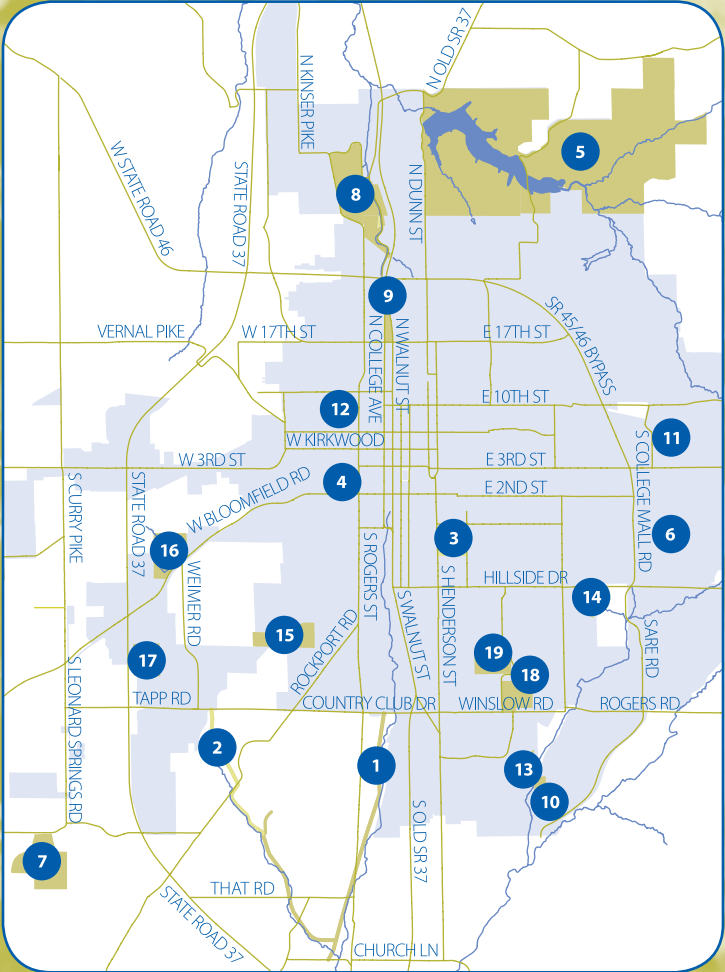 N OLD SR 37
N KINSER PIKE
5
W STATE ROAD 46
STATE ROAD 37
8
N DUNN ST
9
SR 45/46 BYPASS
VERNAL PIKE
W 17TH ST
N COLLEGE AVE
N WALNUT ST
E 17TH ST
12
E 10TH ST
11
W KIRKWOOD
S COLLEGE MALL RD
W 3RD ST
E 3RD ST
4
E 2ND ST
S CURRY PIKE
STATE ROAD 37
W BLOOMFIELD RD
16
3
6
S ROGERS ST
WEIMER RD
S HENDERSON ST
HILLSIDE DR
14
S WALNUT ST
15
ROCKPORT RD
SARE RD
19
17
18
S LEONARD SPRINGS RD
TAPP RD
COUNTRY CLUB DR
WINSLOW RD
ROGERS RD
2
1
13
10
S OLD SR 37
7
THAT RD
STATE ROAD 37
CHURCH LN